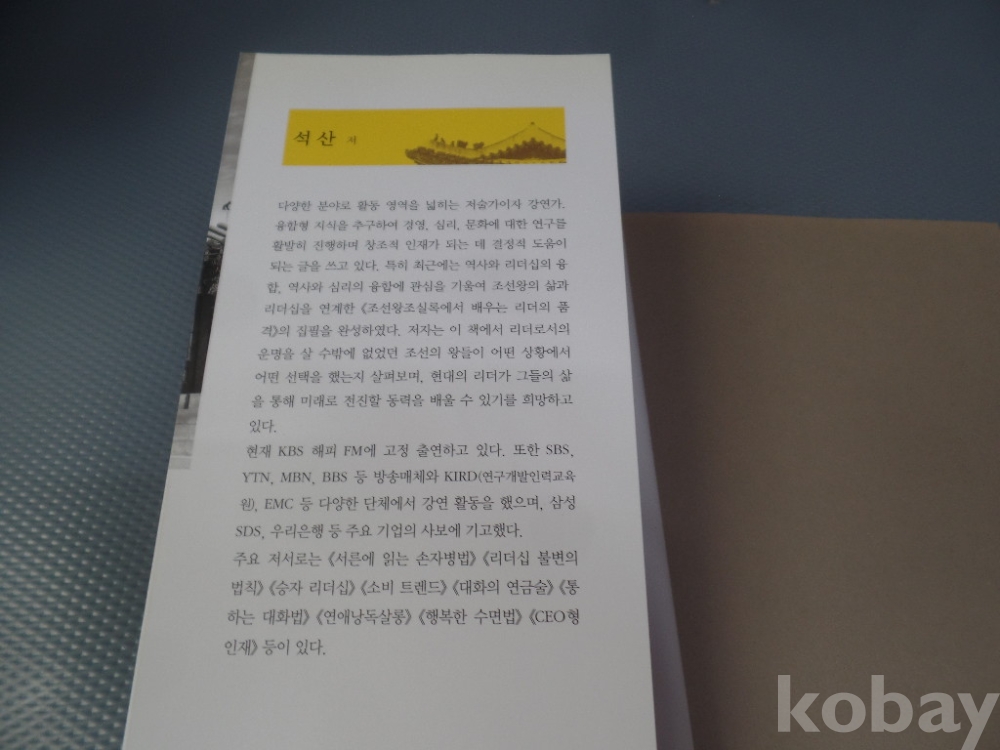 석산 저
다양한 분야로 활동 영역을 넓히는 저술가이자 강연가.
융합형 지식을 추구하여 경영, 심리, 문화에 대한 연구를
활발히 진행하며 창조적 인재가 되는 데 결정적 도움이
되는 글을 쓰고 있다. 특히 최근에는 역사와 리더십의 융
합, 역사와 심리의 융합에 관심을 기울여 조선왕의 삶과
리더십을 연계한 《조선왕조실록에서 배우는 리더의 품
격》의 집필을 완성하였다. 저자는 이 책에서 리더로서의
운명을 살 수밖에 없었던 조선의 왕들이 어떤 상황에서
어떤 선택을 했는지 살펴보며, 현대의 리더가 그들의 삶
을 통해 미래로 전진할 동력을 배울 수 있기를 희망하고
있다.
현재 KBS 해피 FM에 고정 출연하고 있다. 또한 SBS,
YTN, MBN, BBS 등 방송매체와 KIRD(연구개발인력교육
원), EMC 등 다양한 단체에서 강연 활동을 했으며, 삼성
SDS, 우리은행 등 주요 기업의 사보에 기고했다.
주요 저서로는 《서른에 읽는 손자병법》 《리더십 불변의
법칙》 《승자 리더십》 《소비 트렌드》 《대화의 연금술》 《통
하는 대화법》 《연애낭독살롱》 《행복한 수면법》 《CEO형
인재》 등이 있다.
kobay